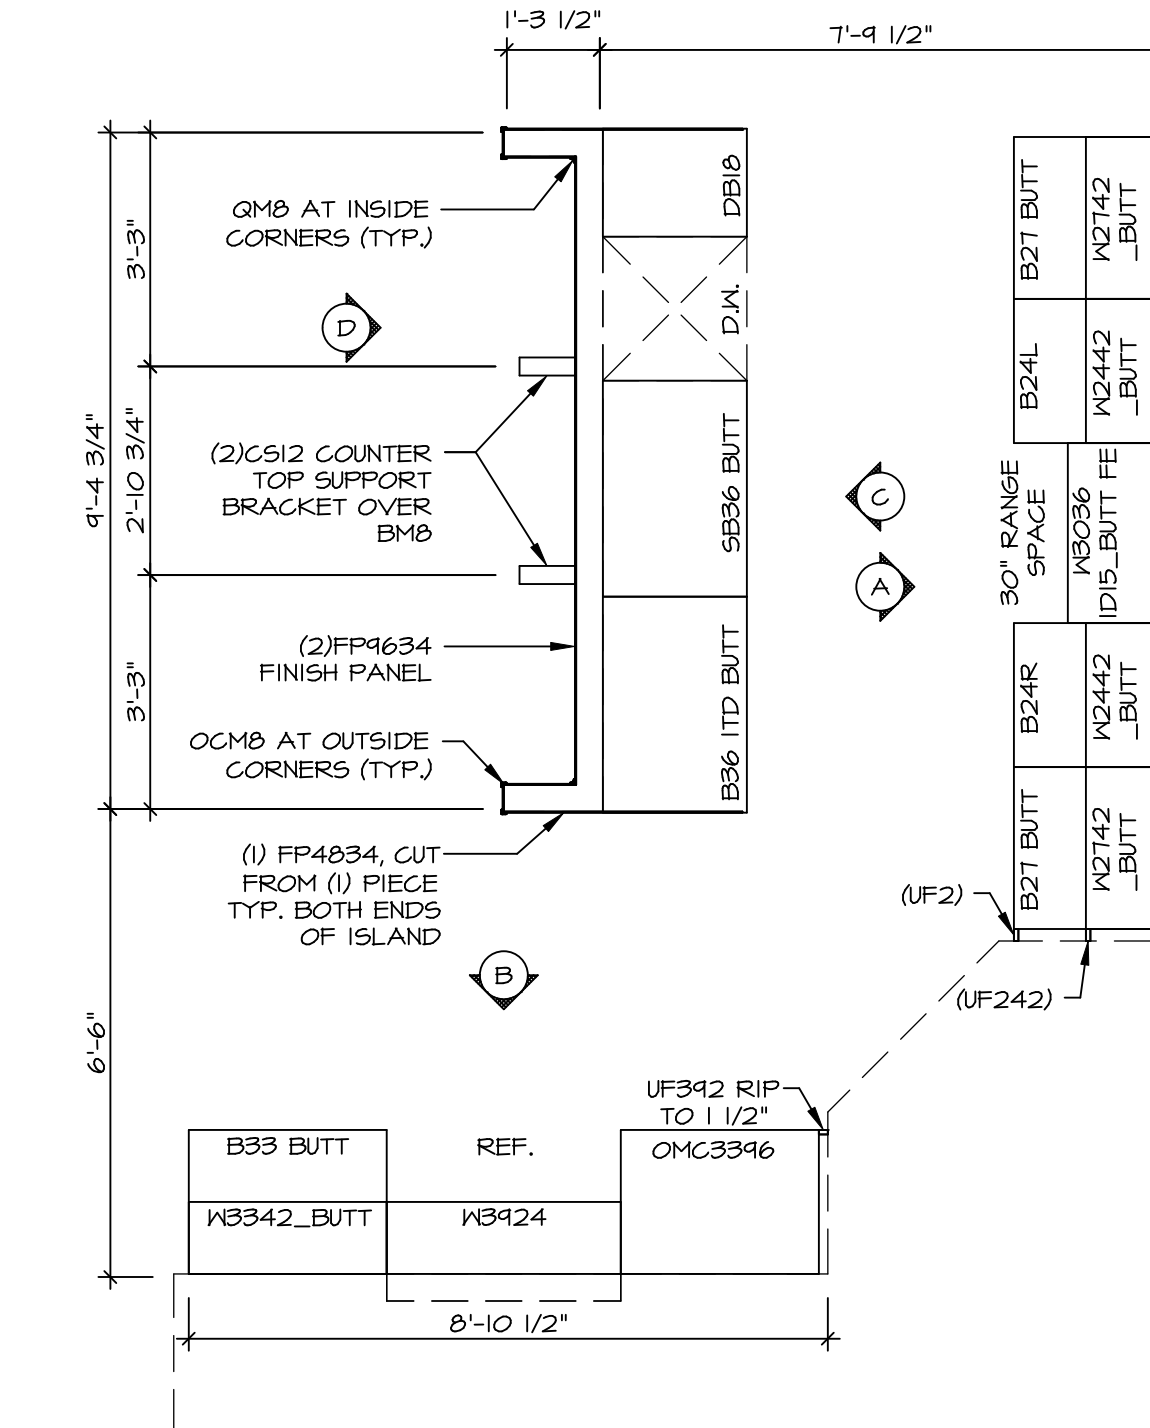 1'-3 1/2"
7'-9 1/2"
QM8 AT INSIDE
CORNERS (TYP.)
3'-3"
D
9'-4 3/4"
2'-10 3/4"
(2)CS12 COUNTER
TOP SUPPORT
BRACKET OVER
BM8
3'-3"
(2)FP9634
FINISH PANEL
OCM8 AT OUTSIDE
CORNERS (TYP.)
(1) FP4834, CUT
FROM (1) PIECE
TYP. BOTH ENDS
OF ISLAND
DB18
D.W.
SB36 BUTT
B36 1TD BUTT
C
A
B27 BUTT
W2742
_BUTT
B24L
W2442
_BUTT
30" RANGE
SPACE
W3036
1D15_BUTT FE
B24R
W2442
_BUTT
B27 BUTT
W2742
_BUTT
(UF2)
(UF242)
B
6'-6"
UF392 RIP
TO 1 1/2"
B33 BUTT
REF.
OMC3396
W3342_BUTT
W3924
8'-10 1/2"